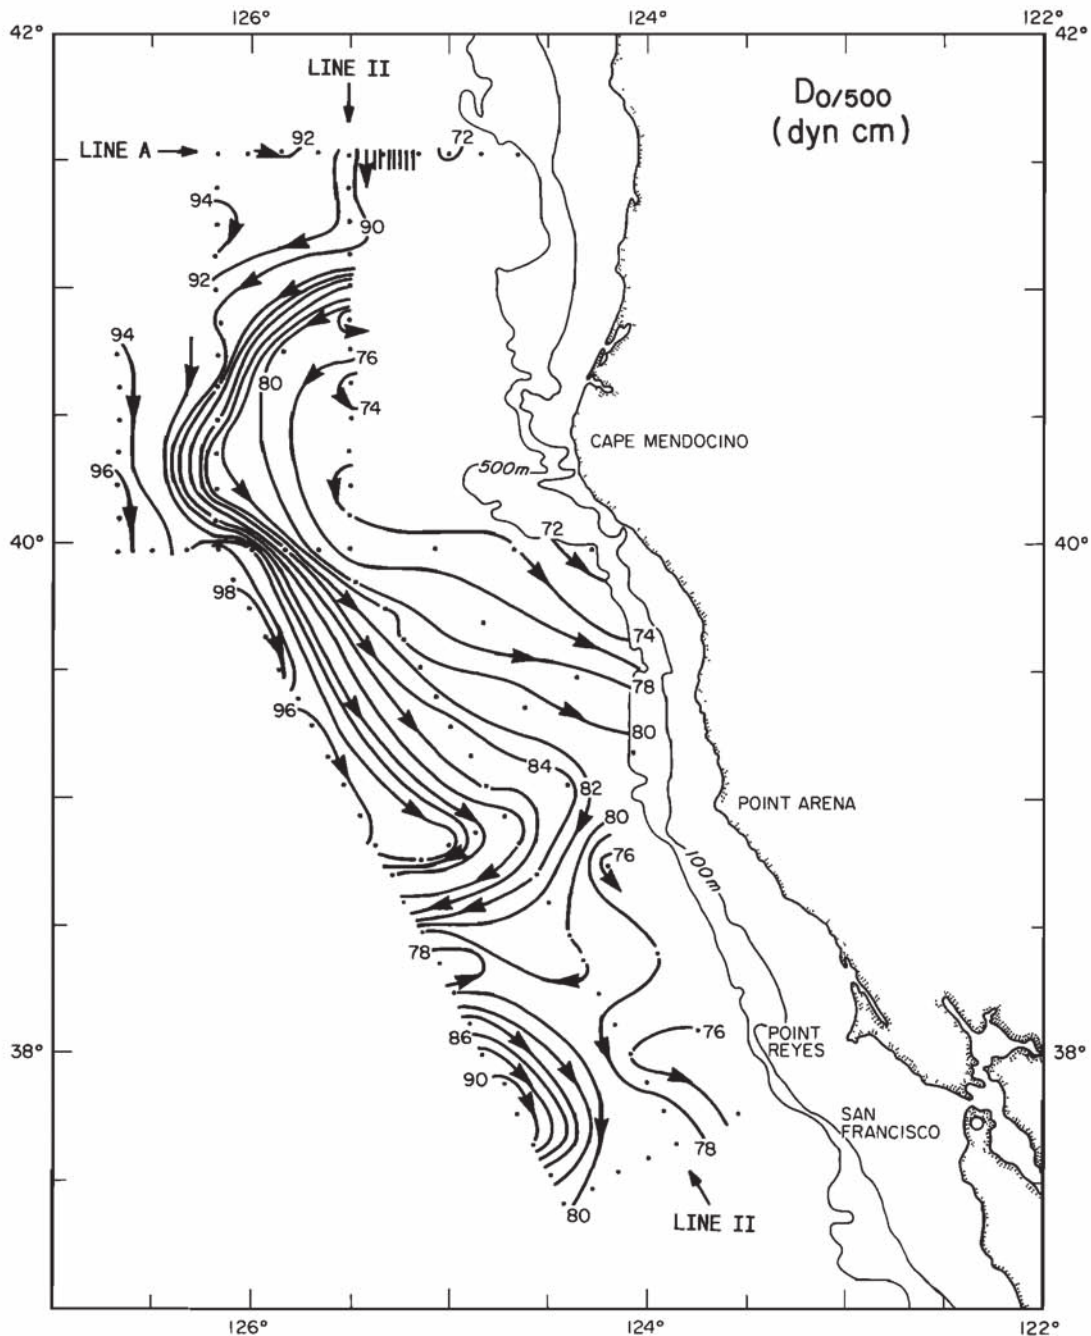 126° 124° 122°
42° 42°
LINE II
D0/500
(dyn cm)
LINE A 92 72
94
90
92
94
76
80
74
CAPE MENDOCINO
500m
96
72
40° 40°
98
74
78
96
80
84
82
80
POINT ARENA
76
100m
78
76
POINT
REYES
86
38° 38°
90
SAN
FRANCISCO
78
80
LINE II
126° 124° 122°